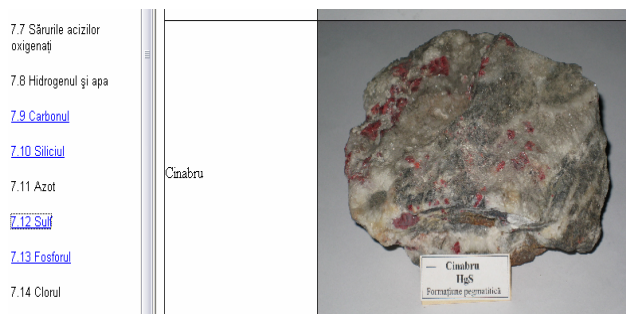 7.7 Sărurile acizilor
oxigenați
7.8 Hidrogenul şi apa
7.9 Carbonul
7.10 Siliciul
7.11 Azot
7.12 Sulf
7.13 Fosforul
7.14 Clorul
Cinabru
Cinabru
HgS
Formaţiune pegmatitică